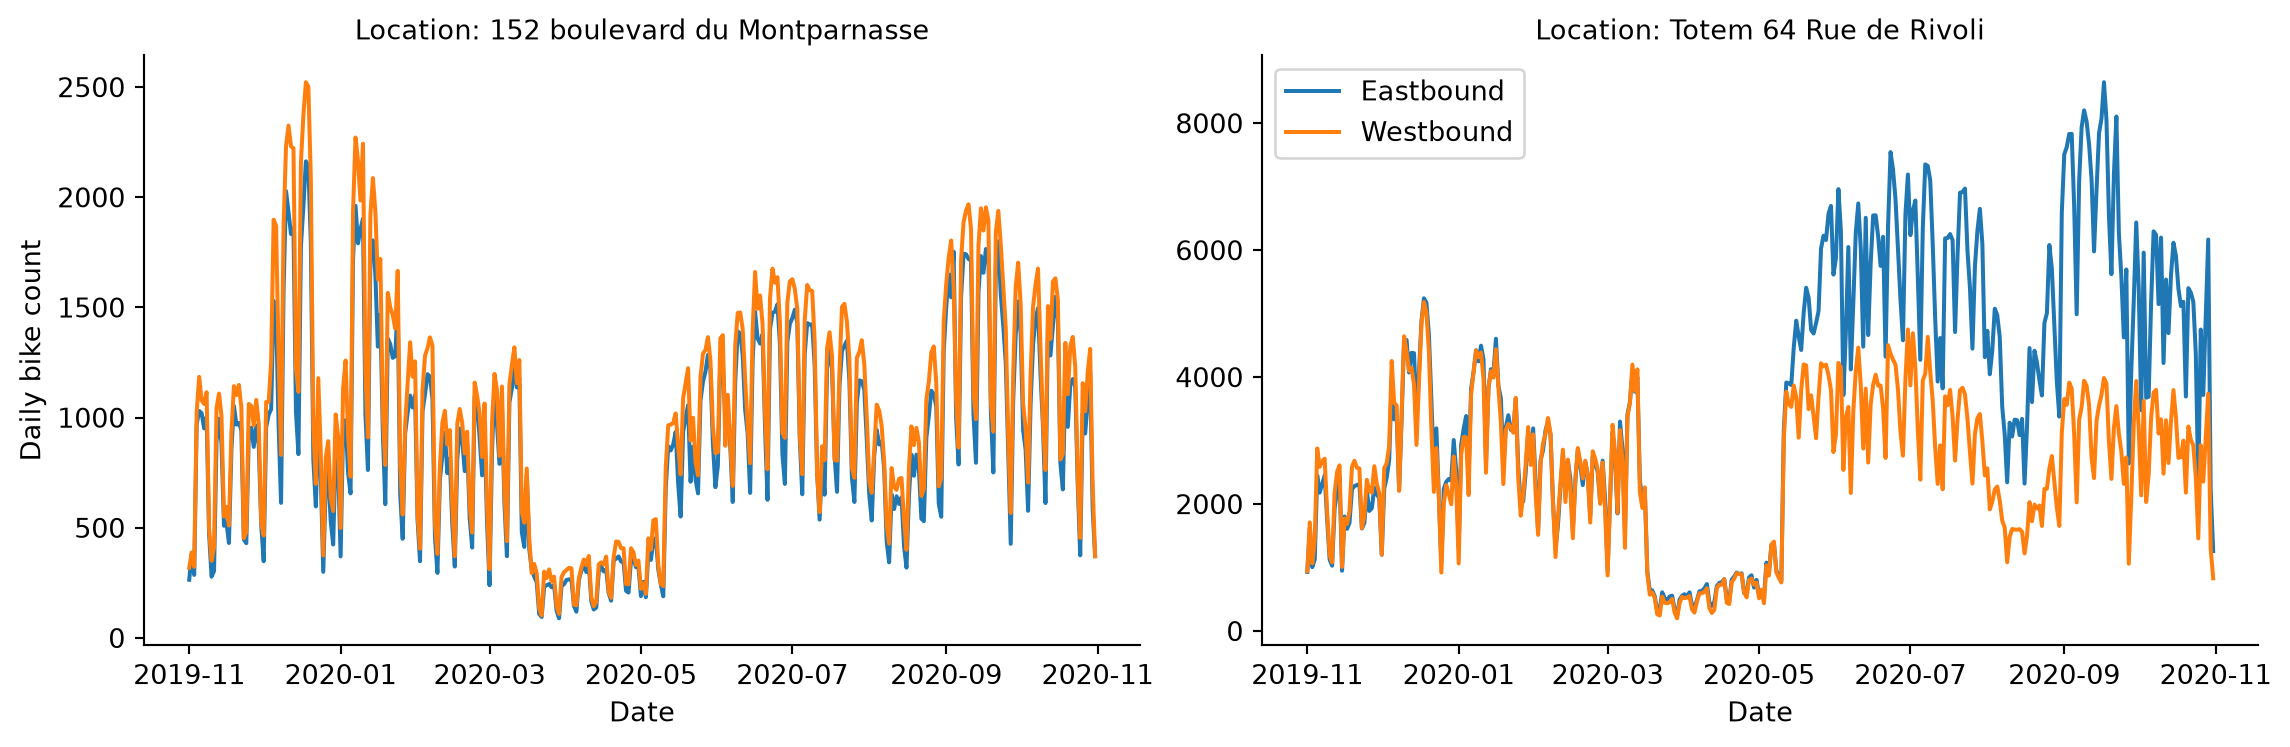 Location: 152 boulevard du Montparnasse
Daily bike count
2500
2000
1500
1000
500
0
2019-11 2020-01 2020-03 2020-05 2020-07 2020-09 2020-11
Date
Location: Totem 64 Rue de Rivoli
Eastbound
Westbound
8000
6000
4000
2000
0
2019-11 2020-01 2020-03 2020-05 2020-07 2020-09 2020-11
Date